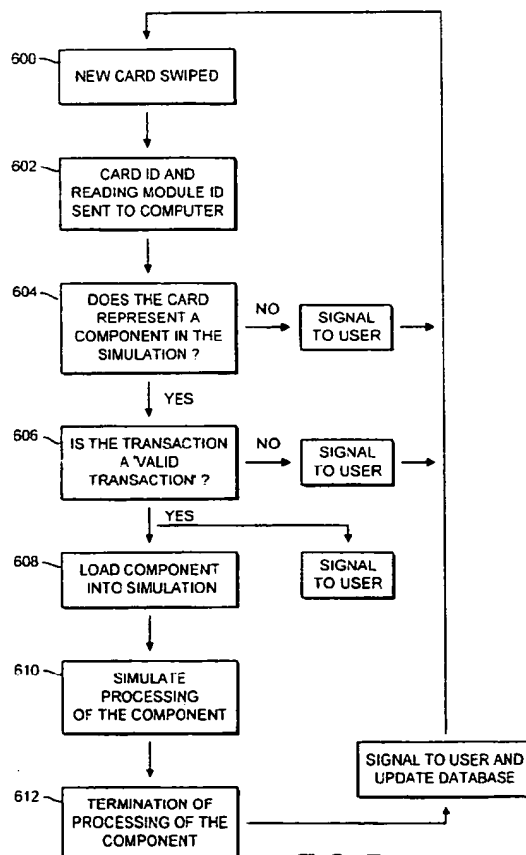 600
NEW CARD SWIPED
602
CARD ID AND
READING MODULE ID
SENT TO COMPUTER
604
DOES THE CARD
REPRESENT A
COMPONENT IN THE
SIMULATION ?
NO
SIGNAL
TO USER
YES
606
IS THE TRANSACTION
A 'VALID
TRANSACTION' ?
NO
SIGNAL
TO USER
YES
SIGNAL
TO USER
608
LOAD COMPONENT
INTO SIMULATION
610
SIMULATE
PROCESSING
OF THE COMPONENT
612
TERMINATION OF
PROCESSING OF THE
COMPONENT
SIGNAL TO USER AND
UPDATE DATABASE